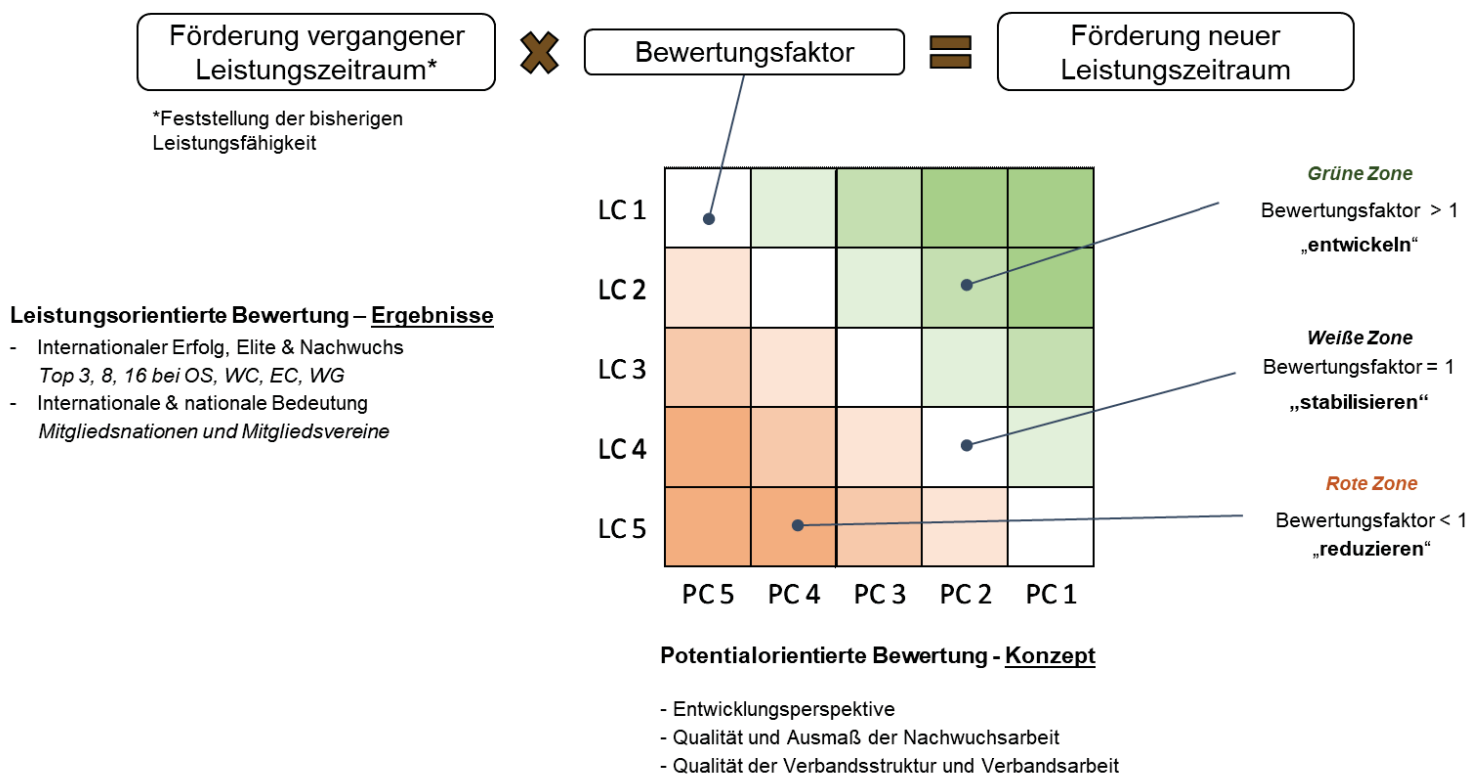 Förderung vergangener
Leistungszeitraum*
Bewertungsfaktor
Förderung neuer
Leistungszeitraum
*Feststellung der bisherigen
Leistungsfähigkeit
LC 1
LC 2
LC 3
LC 4
LC 5
PC 5 PC 4 PC 3 PC 2 PC 1
Grüne Zone
Bewertungsfaktor > 1
„entwickeln“
Weiße Zone
Bewertungsfaktor = 1
„stabilisieren“
Rote Zone
Bewertungsfaktor < 1
„reduzieren“
Leistungsorientierte Bewertung – Ergebnisse
- Internationaler Erfolg, Elite & Nachwuchs
Top 3, 8, 16 bei OS, WC, EC, WG
- Internationale & nationale Bedeutung
Mitgliedsnationen und Mitgliedsvereine
Potentialorientierte Bewertung - Konzept
- Entwicklungsperspektive
- Qualität und Ausmaß der Nachwuchsarbeit
- Qualität der Verbandsstruktur und Verbandsarbeit